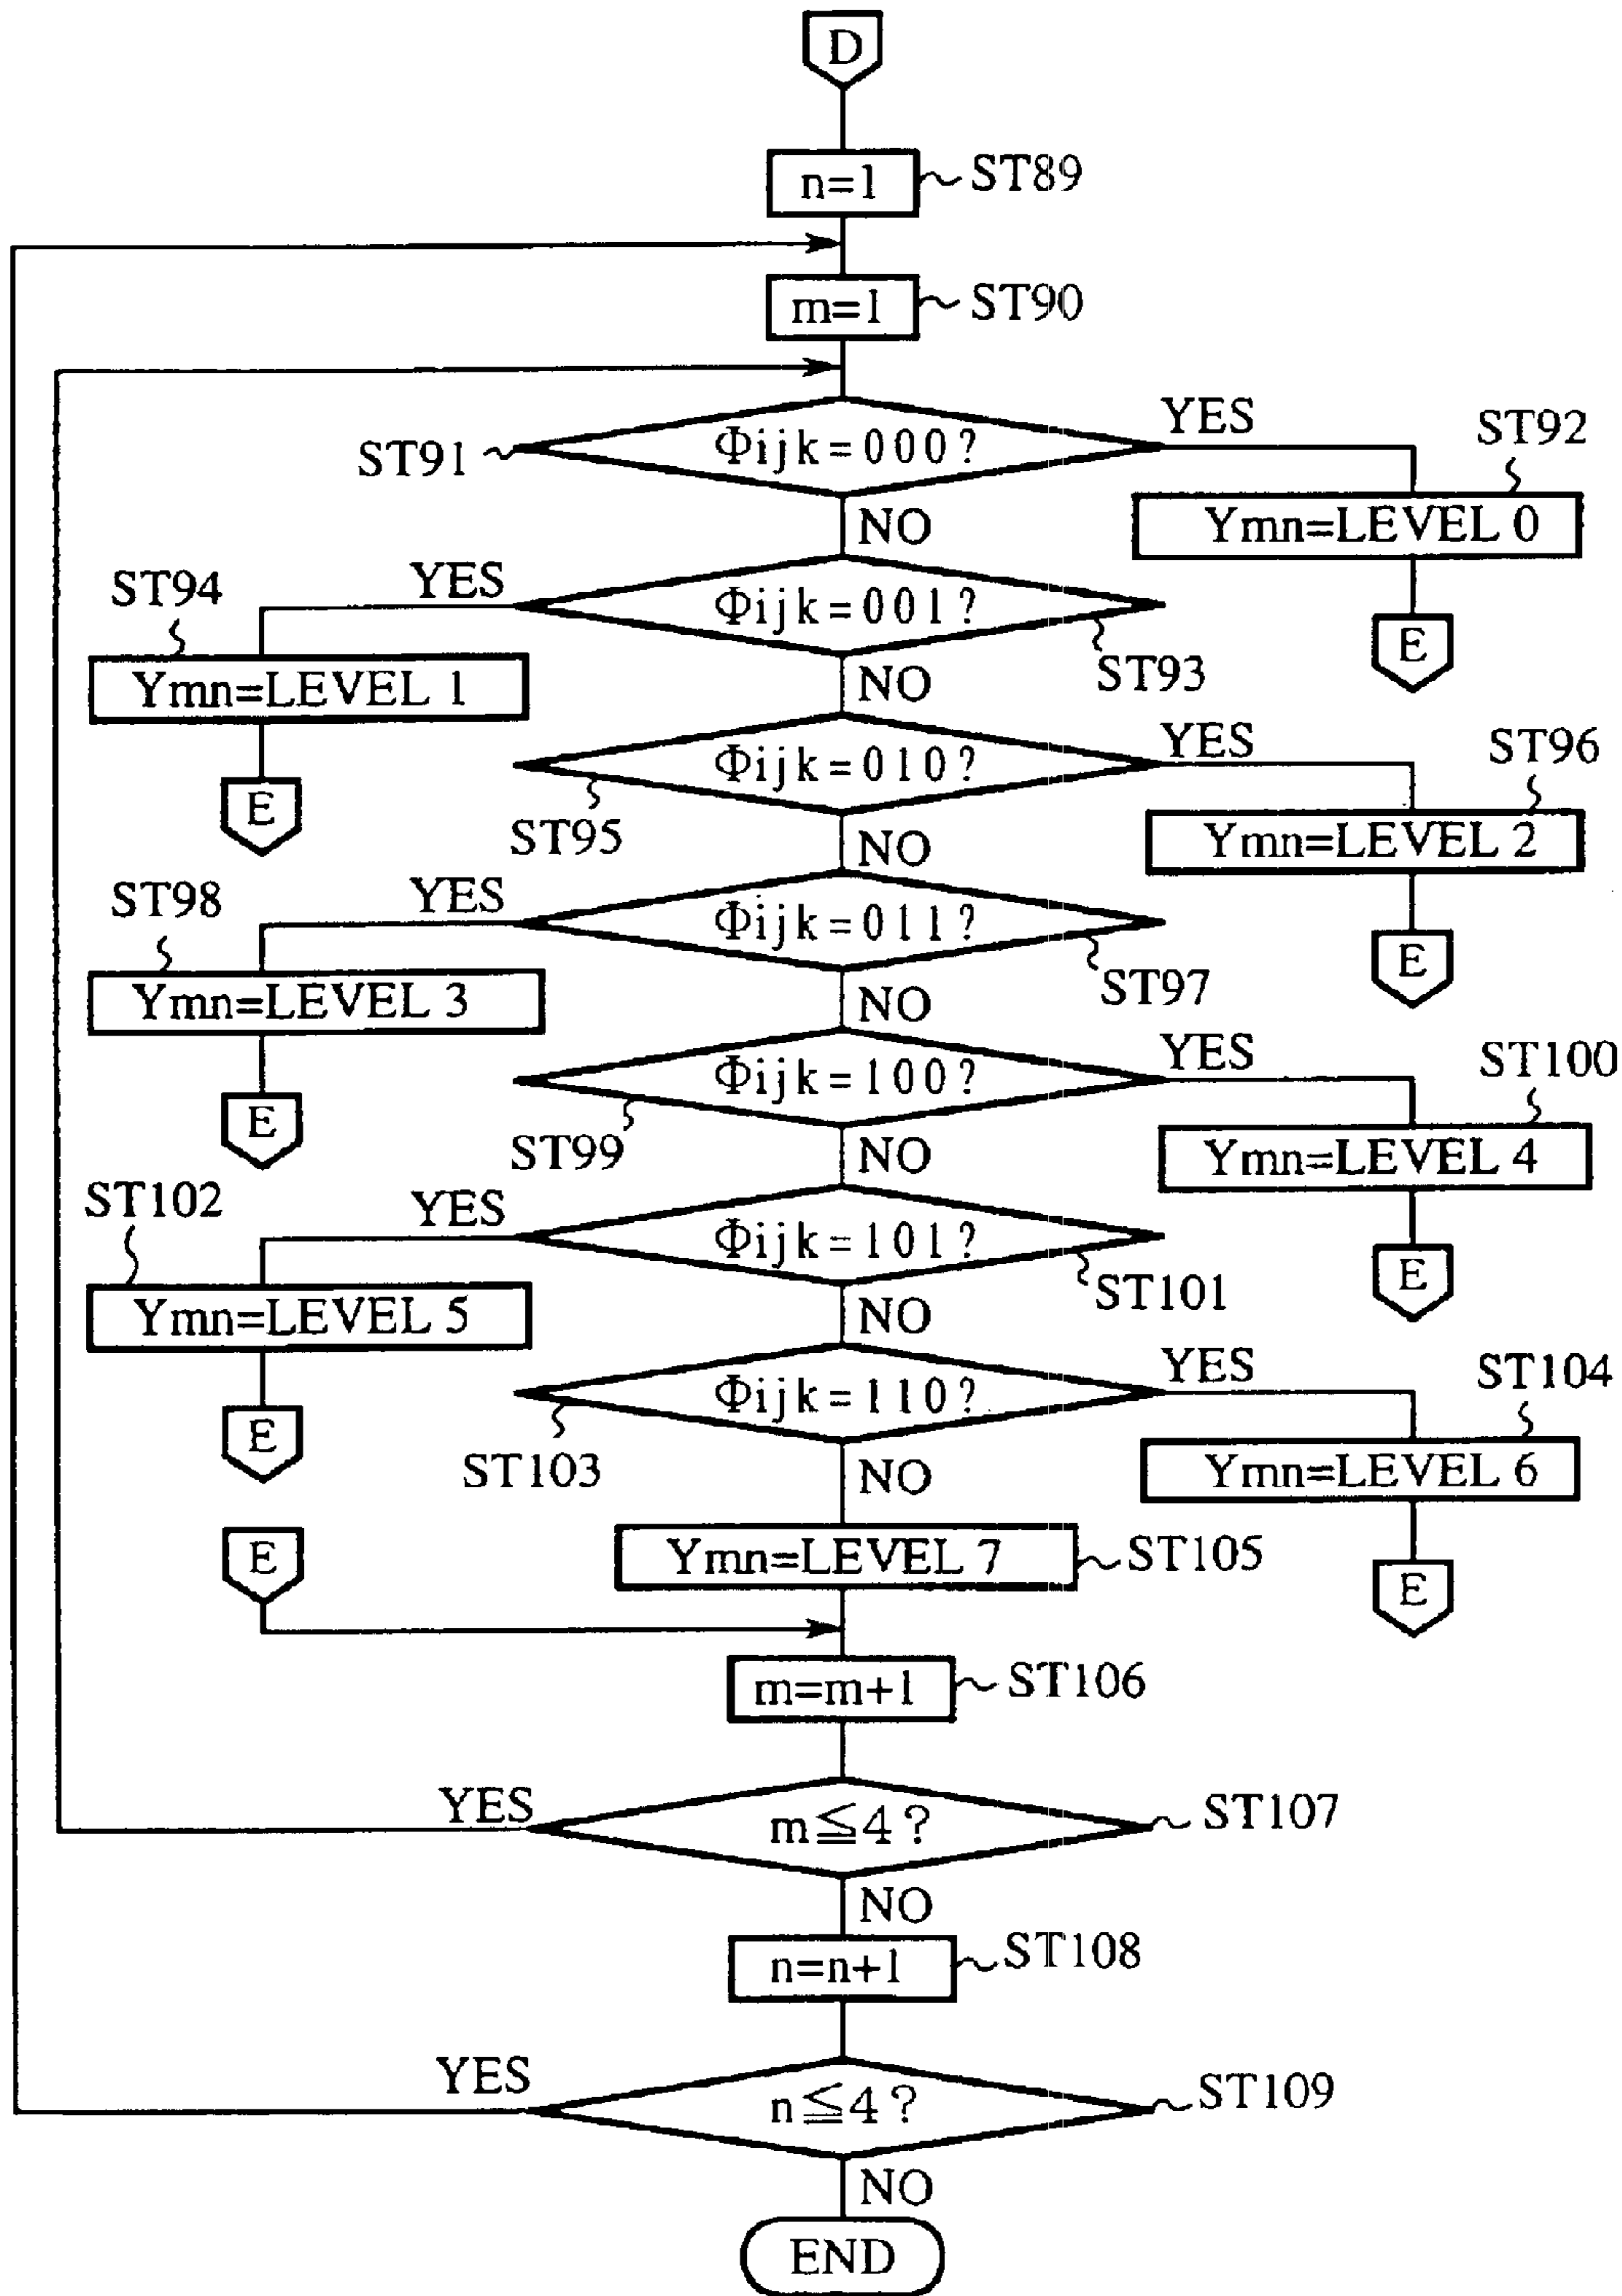 D
n=1
ST89
m=1
ST90
Φijk=000?
YES
ST91
ST92
Ymn=LEVEL 0
NO
E
Φijk=001?
YES
ST94
ST93
Ymn=LEVEL 1
NO
E
Φijk=010?
YES
ST96
ST95
Ymn=LEVEL 2
NO
E
Φijk=011?
YES
ST98
ST97
Ymn=LEVEL 3
NO
E
Φijk=100?
YES
ST100
ST99
Ymn=LEVEL 4
NO
E
Φijk=101?
YES
ST102
ST101
Ymn=LEVEL 5
NO
E
Φijk=110?
YES
ST104
ST103
Ymn=LEVEL 6
NO
E
Ymn=LEVEL 7
ST105
E
m=m+1
ST106
YES
m≦4?
ST107
NO
n=n+1
ST108
YES
n≦4?
ST109
NO
END